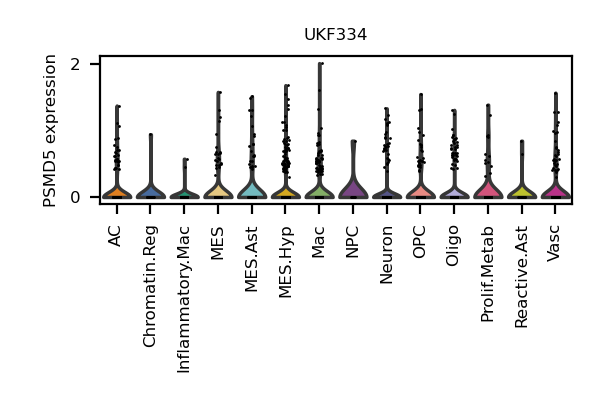 UKF334
PSMD5 expression
2
0
AC
Chromatin.Reg
Inflammatory.Mac
MES
MES.Ast
MES.Hyp
Mac
NPC
Neuron
OPC
Oligo
Prolif.Metab
Reactive.Ast
Vasc